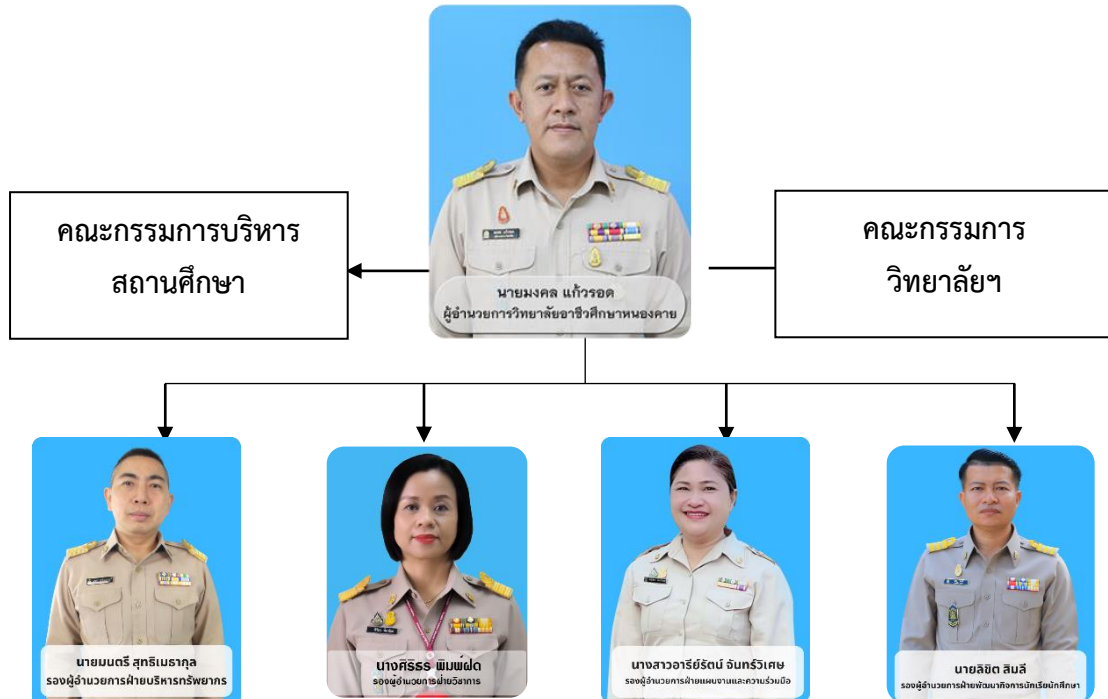 คณะกรรมการบริหาร
สถานศึกษา
นายมงคล แก้วรอด
ผู้อำนวยการวิทยาลัยอาชีวศึกษาหนองคาย
คณะกรรมการ
วิทยาลัยฯ
นายมนตรี สุทธิเมธากุล
รองผู้อำนวยการฝ่ายบริหารทรัพยากร
นางศิริธร พิมพ์ฝด
รองผู้อำนวยการฝ่ายวิชาการ
นางสาวอารีย์รัตน์ จันทร์วิเศษ
รองผู้อำนวยการฝ่ายแผนงานและความร่วมมือ
นายลิขิต สินลี
รองผู้อำนวยการฝ่ายพัฒนากิจการนักเรียนนักศึกษา